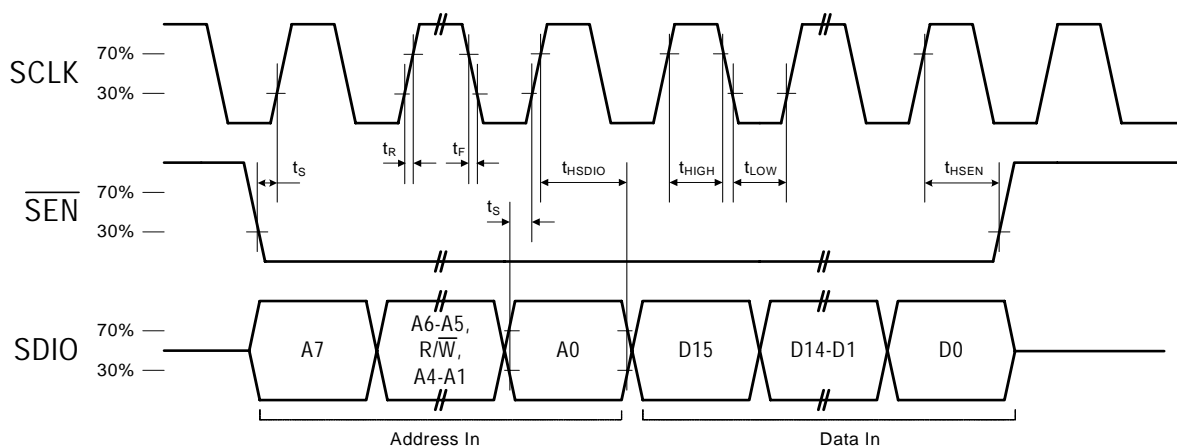 SCLK
70%
30%
tS
tR
tF
tHSDIO
tHIGH
tLOW
tHSEN
SEN
70%
30%
tS
SDIO
70%
30%
A7
A6-A5,
R/W,
A4-A1
A0
D15
D14-D1
D0
Address In
Data In